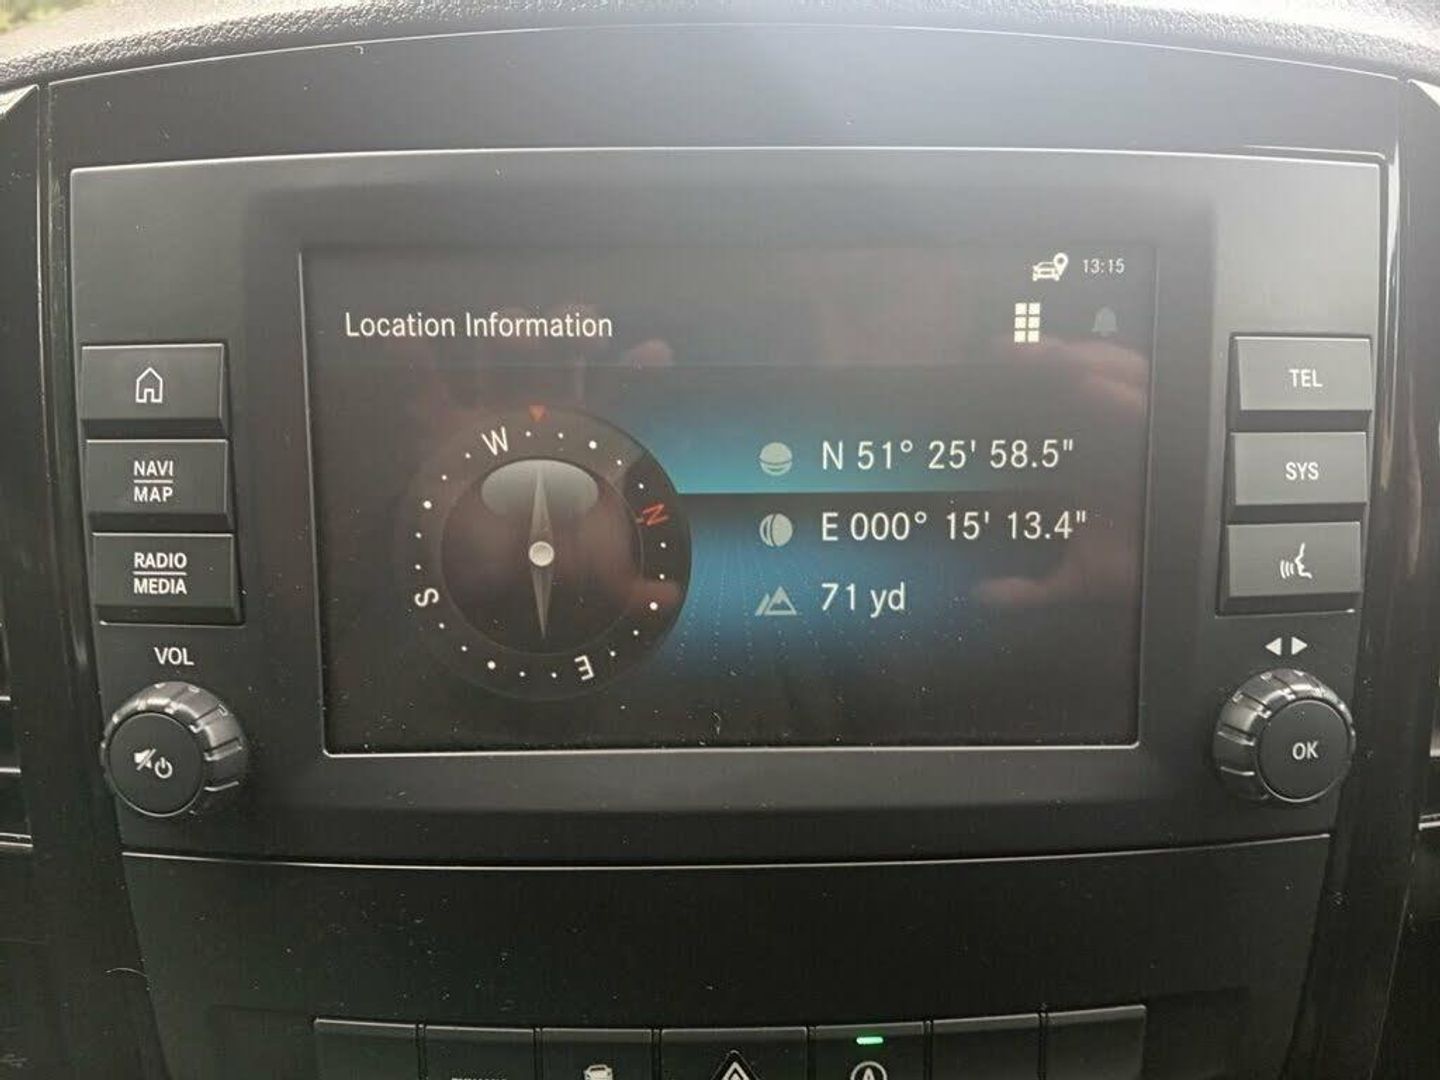 13:15
Location Information
W
N
S
E
N 51° 25' 58.5"
E 000° 15' 13.4"
71 yd
NAVI
MAP
RADIO
MEDIA
VOL
TEL
SYS
OK
A